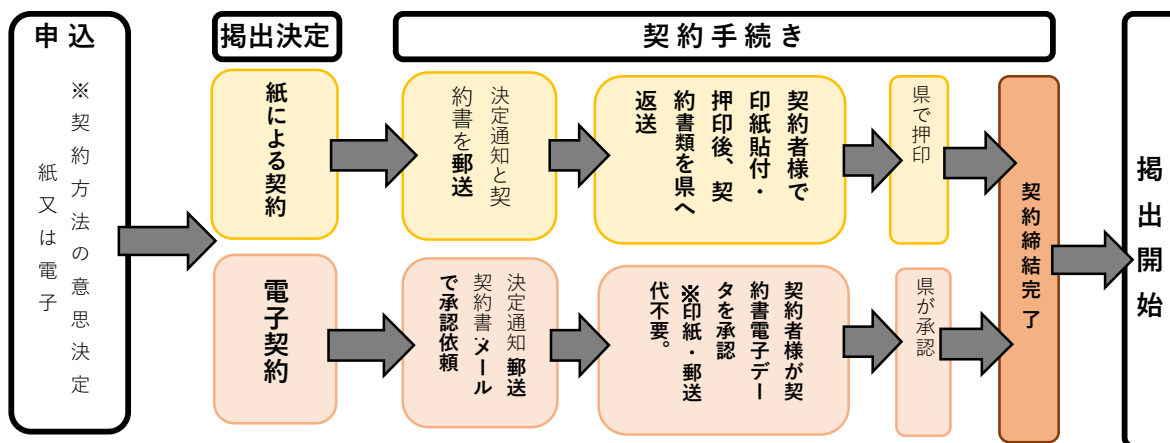 申込
※契約方法の意思決定
紙又は電子
掲出決定
契約手続き
紙による契約
決定通知と契
約書を郵送
契約者様で
印紙貼付・
押印後、契
約書類を県へ
返送
県で押印
電子契約
決定通知:郵送
契約書:メール
で承認依頼
契約者様が契
約書電子デー
タを承認
※印紙・郵送
代不要。
県が承認
契約締結完了
掲出開始